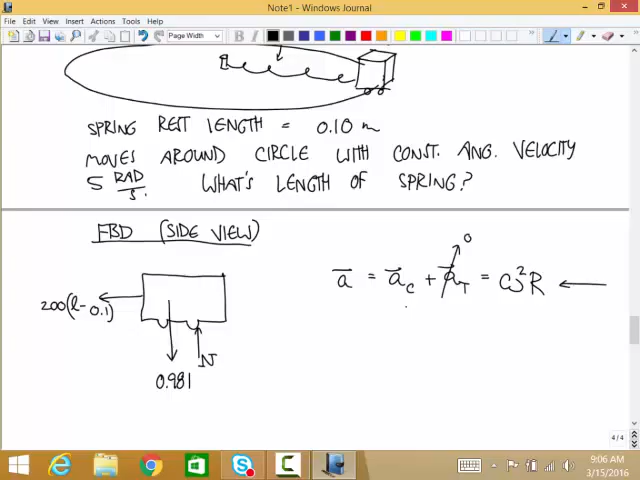 Note1 - Windows Journal
File Edit View Insert Actions Tools Help
Page Width
B I
SPRING REST LENGTH = 0.10 m
MOVES AROUND CIRCLE WITH CONST. ANG. VELOCITY
5 RAD/S. WHAT'S LENGTH OF SPRING?
FBD (SIDE VIEW)
a = a_C + a_T = ω²R
0
200(l-0.1)
N
0.981
4/4
9:06 AM
3/15/2016